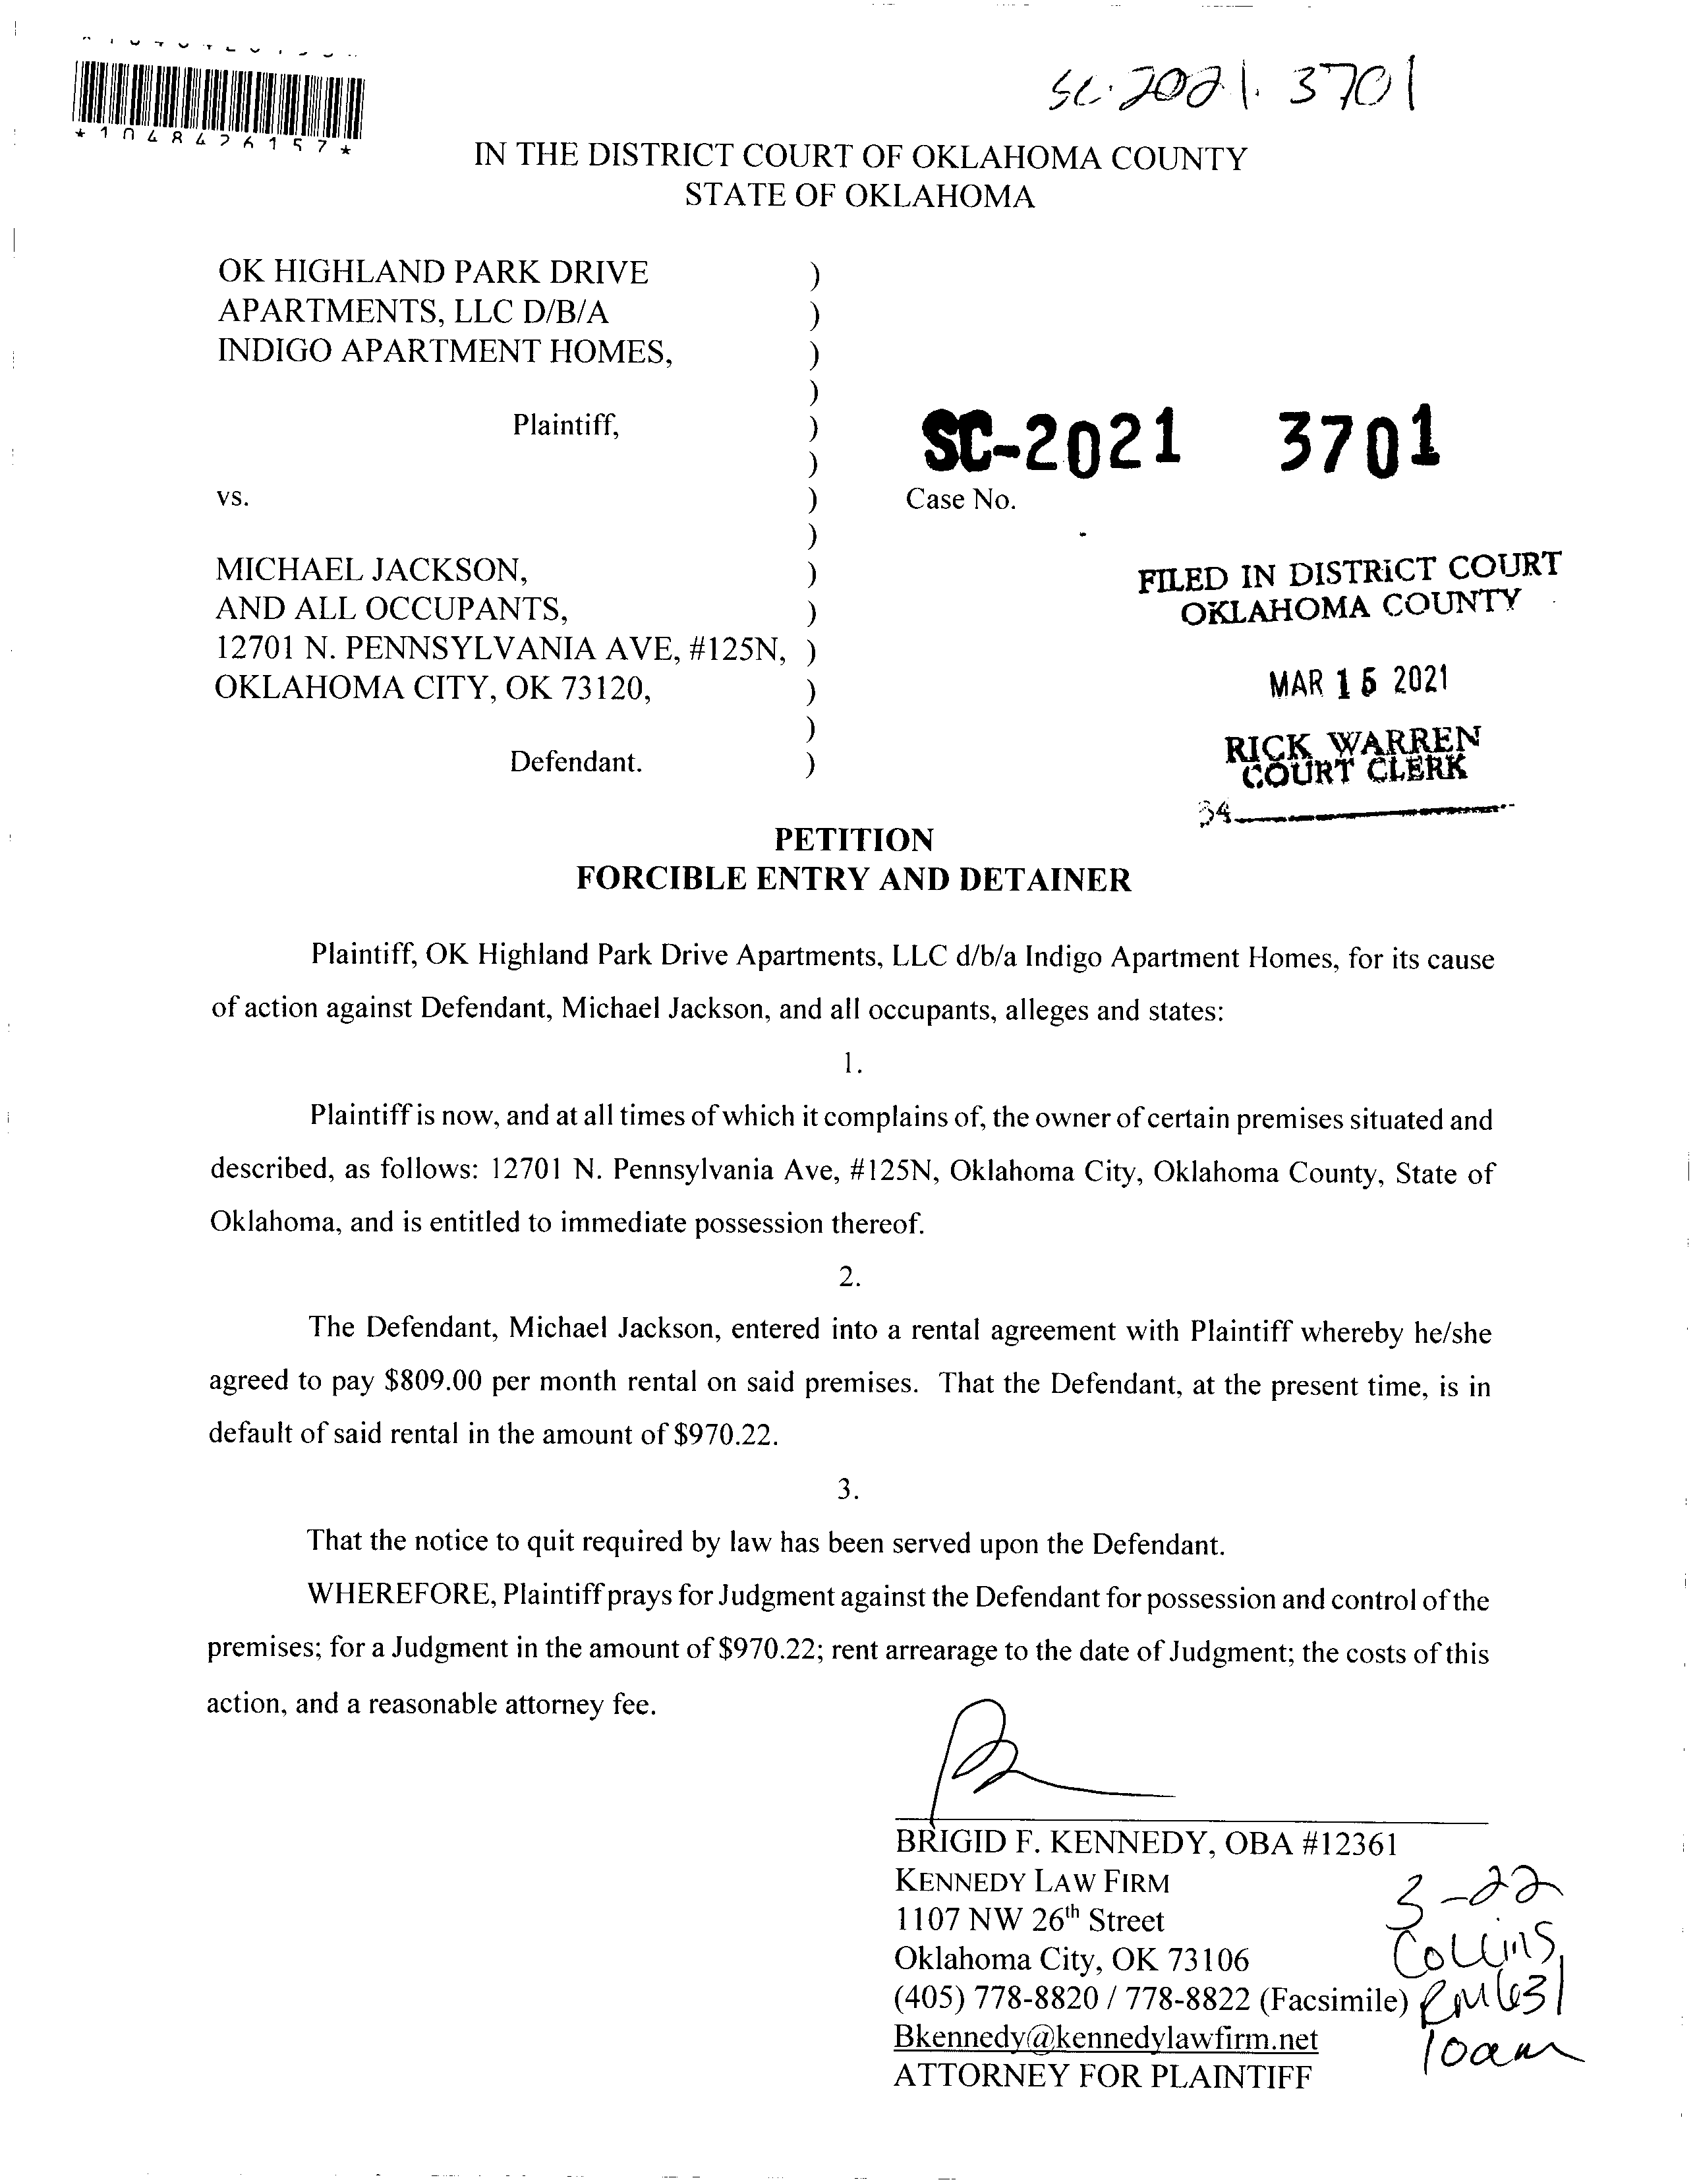 *1048426157*
SC-2021-3701
IN THE DISTRICT COURT OF OKLAHOMA COUNTY
STATE OF OKLAHOMA
OK HIGHLAND PARK DRIVE )
APARTMENTS, LLC D/B/A )
INDIGO APARTMENT HOMES, )
)
Plaintiff, )
)
vs. )
)
MICHAEL JACKSON, )
AND ALL OCCUPANTS, )
12701 N. PENNSYLVANIA AVE, #125N, )
OKLAHOMA CITY, OK 73120, )
)
Defendant. )
SC-2021 3701
Case No.
FILED IN DISTRICT COURT
OKLAHOMA COUNTY
MAR 15 2021
RICK WARREN
COURT CLERK
34
PETITION
FORCIBLE ENTRY AND DETAINER
Plaintiff, OK Highland Park Drive Apartments, LLC d/b/a Indigo Apartment Homes, for its cause
of action against Defendant, Michael Jackson, and all occupants, alleges and states:
1.
Plaintiff is now, and at all times of which it complains of, the owner of certain premises situated and
described, as follows: 12701 N. Pennsylvania Ave, #125N, Oklahoma City, Oklahoma County, State of
Oklahoma, and is entitled to immediate possession thereof.
2.
The Defendant, Michael Jackson, entered into a rental agreement with Plaintiff whereby he/she
agreed to pay $809.00 per month rental on said premises. That the Defendant, at the present time, is in
default of said rental in the amount of $970.22.
3.
That the notice to quit required by law has been served upon the Defendant.
WHEREFORE, Plaintiff prays for Judgment against the Defendant for possession and control of the
premises; for a Judgment in the amount of $970.22; rent arrearage to the date of Judgment; the costs of this
action, and a reasonable attorney fee.
BRIGID F. KENNEDY, OBA #12361
KENNEDY LAW FIRM
1107 NW 26th Street
Oklahoma City, OK 73106
(405) 778-8820 / 778-8822 (Facsimile)
Bkennedy@kennedylawfirm.net
ATTORNEY FOR PLAINTIFF
3-22
Collins
RM 631
10am